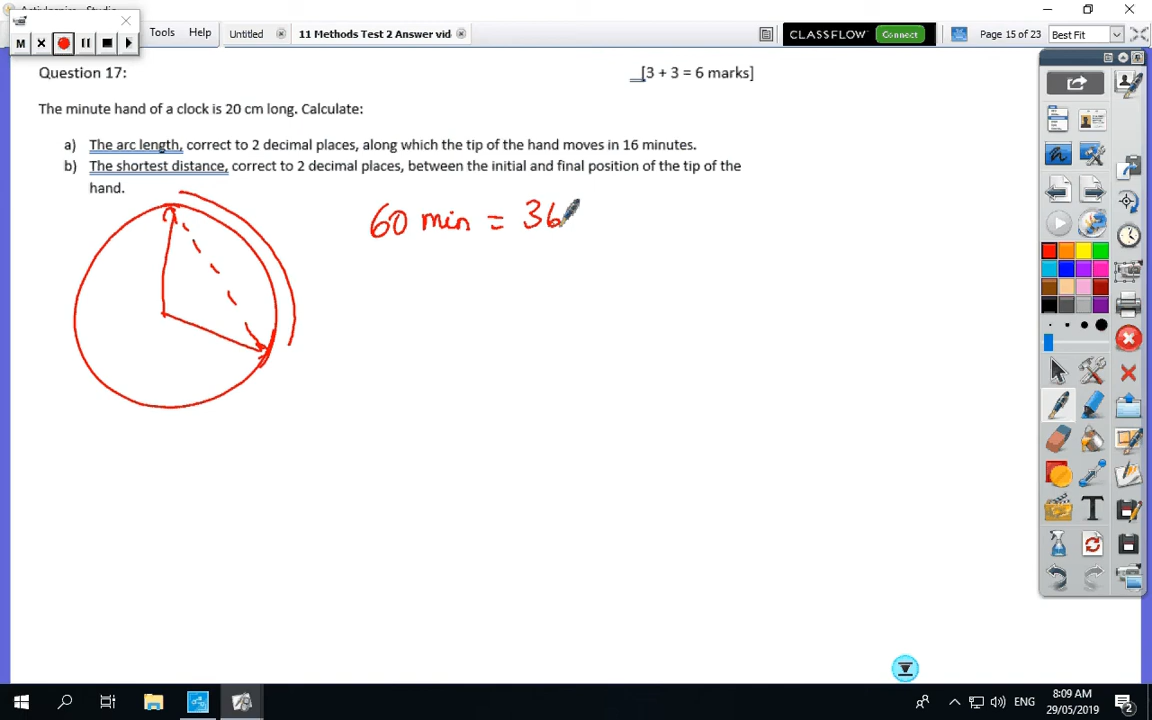 Tools Help Untitled 11 Methods Test 2 Answer vid CLASSFLOW Connect Page 15 of 23 Best Fit
M
Question 17: [3 + 3 = 6 marks]
The minute hand of a clock is 20 cm long. Calculate:
a) The arc length, correct to 2 decimal places, along which the tip of the hand moves in 16 minutes.
b) The shortest distance, correct to 2 decimal places, between the initial and final position of the tip of the
hand.
60 min = 36
T
ENG
8:09 AM
29/05/2019
2